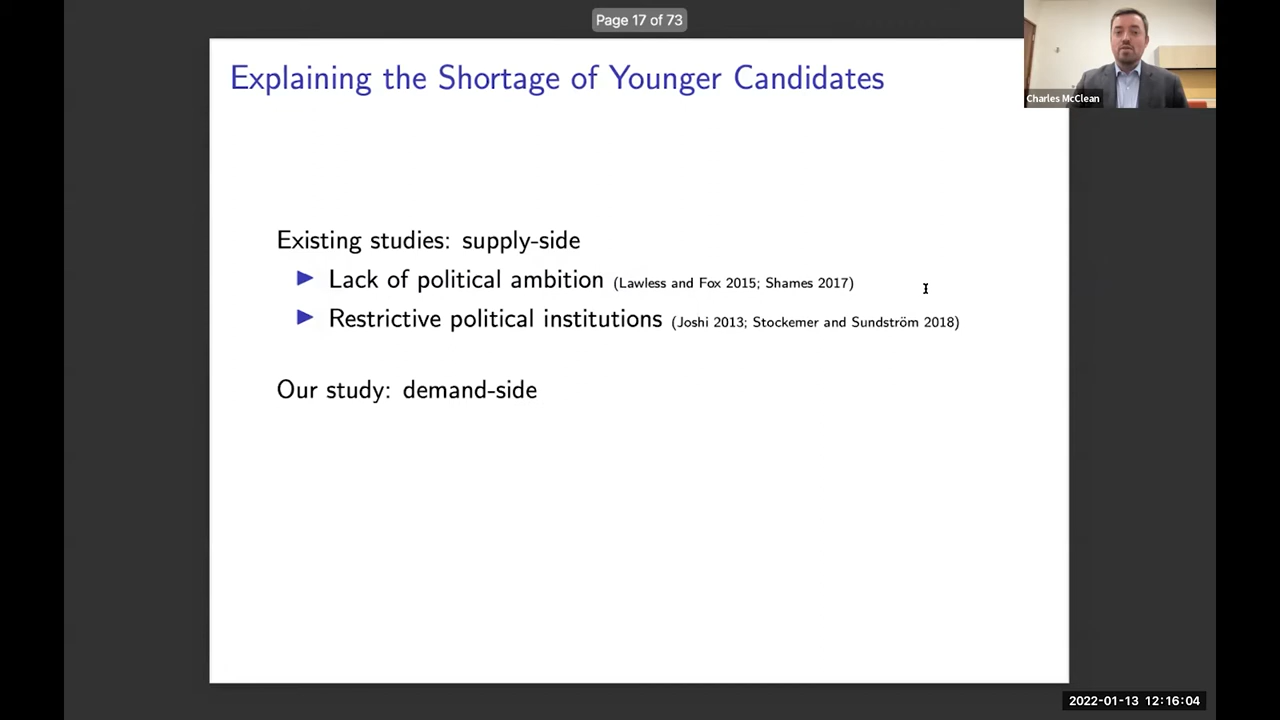 Page 17 of 73
Explaining the Shortage of Younger Candidates
Charles McClean
Existing studies: supply-side
Lack of political ambition (Lawless and Fox 2015; Shames 2017)
Restrictive political institutions (Joshi 2013; Stockemer and Sundström 2018)
Our study: demand-side
2022-01-13 12:16:04